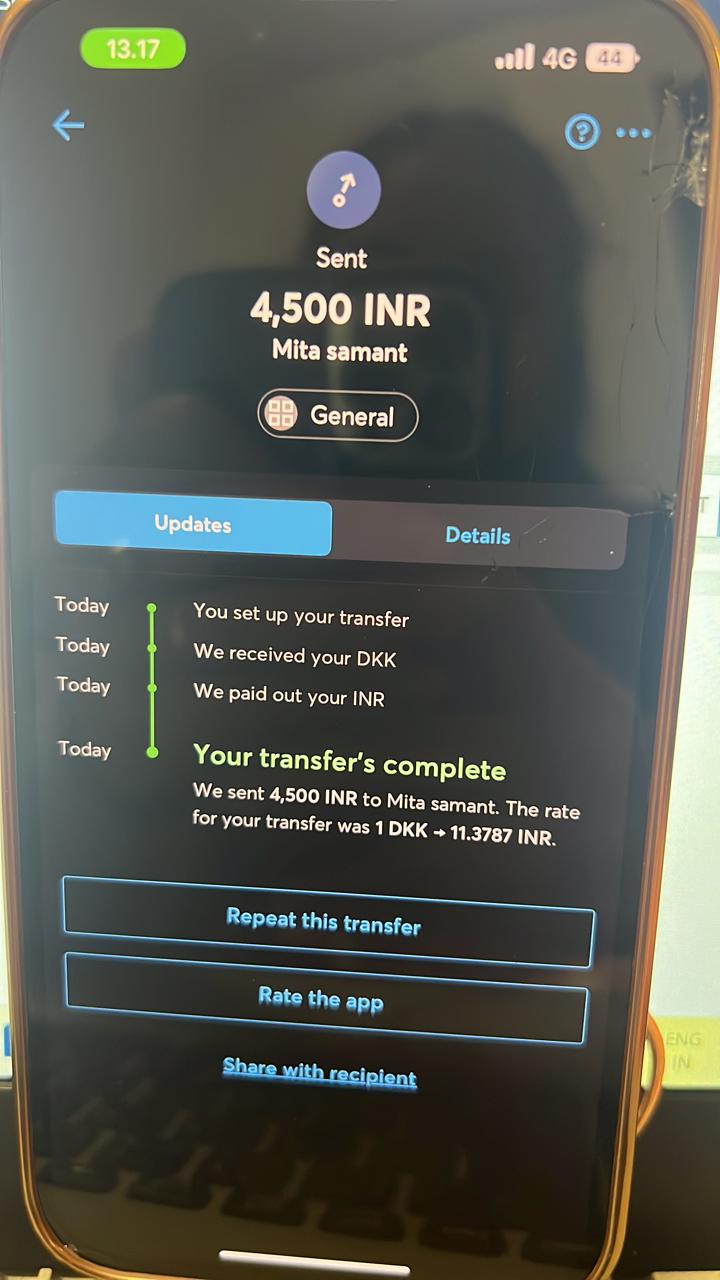 13.17
4G 44
?
Sent
4,500 INR
Mita samant
General
Updates Details
Today You set up your transfer
Today We received your DKK
Today We paid out your INR
Today Your transfer's complete
We sent 4,500 INR to Mita samant. The rate
for your transfer was 1 DKK → 11.3787 INR.
Repeat this transfer
Rate the app
Share with recipient
ENG
IN